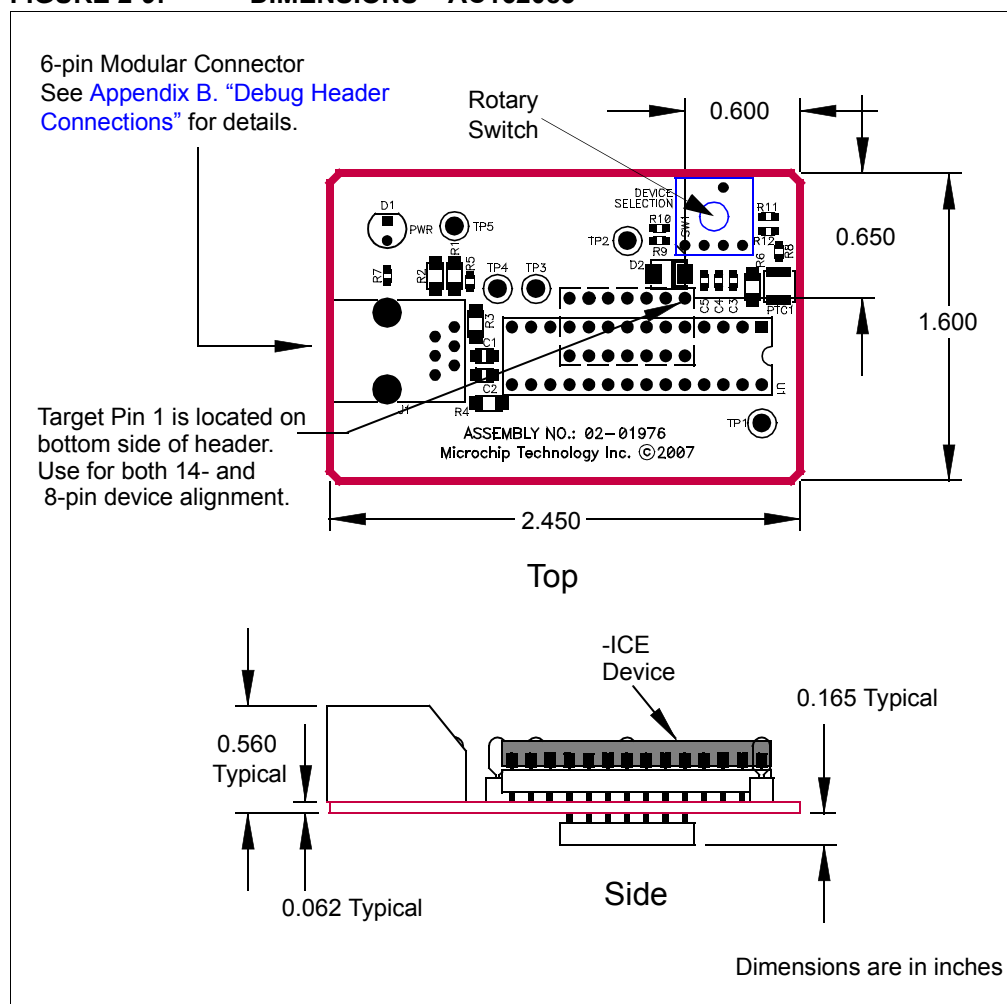 6-pin Modular Connector
See Appendix B. “Debug Header
Connections” for details.
Rotary
Switch
0.600
DEVICE
SELECTION
D1
PWR
TP5
R10
R9
SW1
R11
R12
R8
TP2
0.650
R7
R2
R1
R5
TP4
TP3
D2
C5
C4
C3
R6
PTC1
1.600
R3
C1
C2
R4
J1
U1
TP1
Target Pin 1 is located on
bottom side of header.
Use for both 14- and
8-pin device alignment.
ASSEMBLY NO.: 02-01976
Microchip Technology Inc. ©2007
2.450
Top
-ICE
Device
0.165 Typical
0.560
Typical
0.062 Typical
Side
Dimensions are in inches